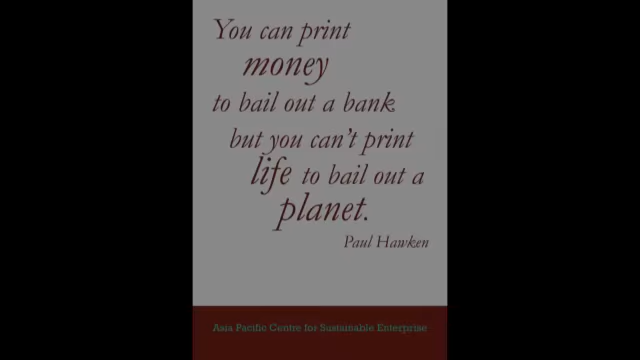 You can print
money
to bail out a bank
but you can't print
life to bail out a
planet.
Paul Hawken
Asia Pacific Centre for Sustainable Enterprise